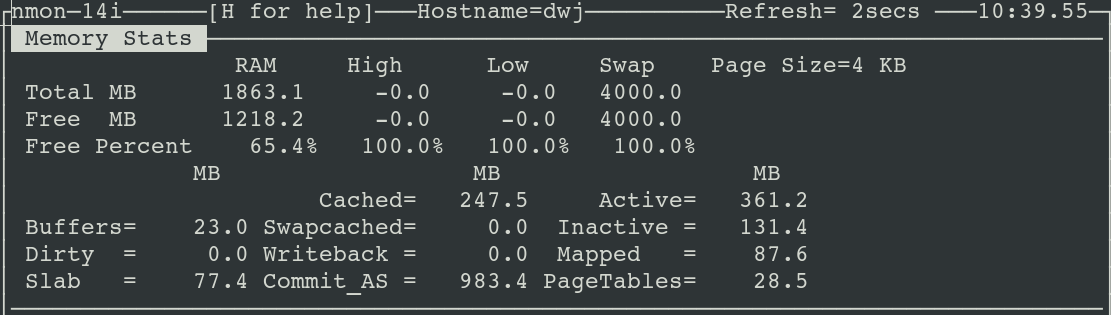 nmon-14i [H for help] Hostname=dwj Refresh= 2secs 10:39.55
Memory Stats
RAM High Low Swap Page Size=4 KB
Total MB 1863.1 -0.0 -0.0 4000.0
Free MB 1218.2 -0.0 -0.0 4000.0
Free Percent 65.4% 100.0% 100.0% 100.0%
MB MB MB
Cached= 247.5 Active= 361.2
Buffers= 23.0 Swapcached= 0.0 Inactive = 131.4
Dirty = 0.0 Writeback = 0.0 Mapped = 87.6
Slab = 77.4 Commit_AS = 983.4 PageTables= 28.5